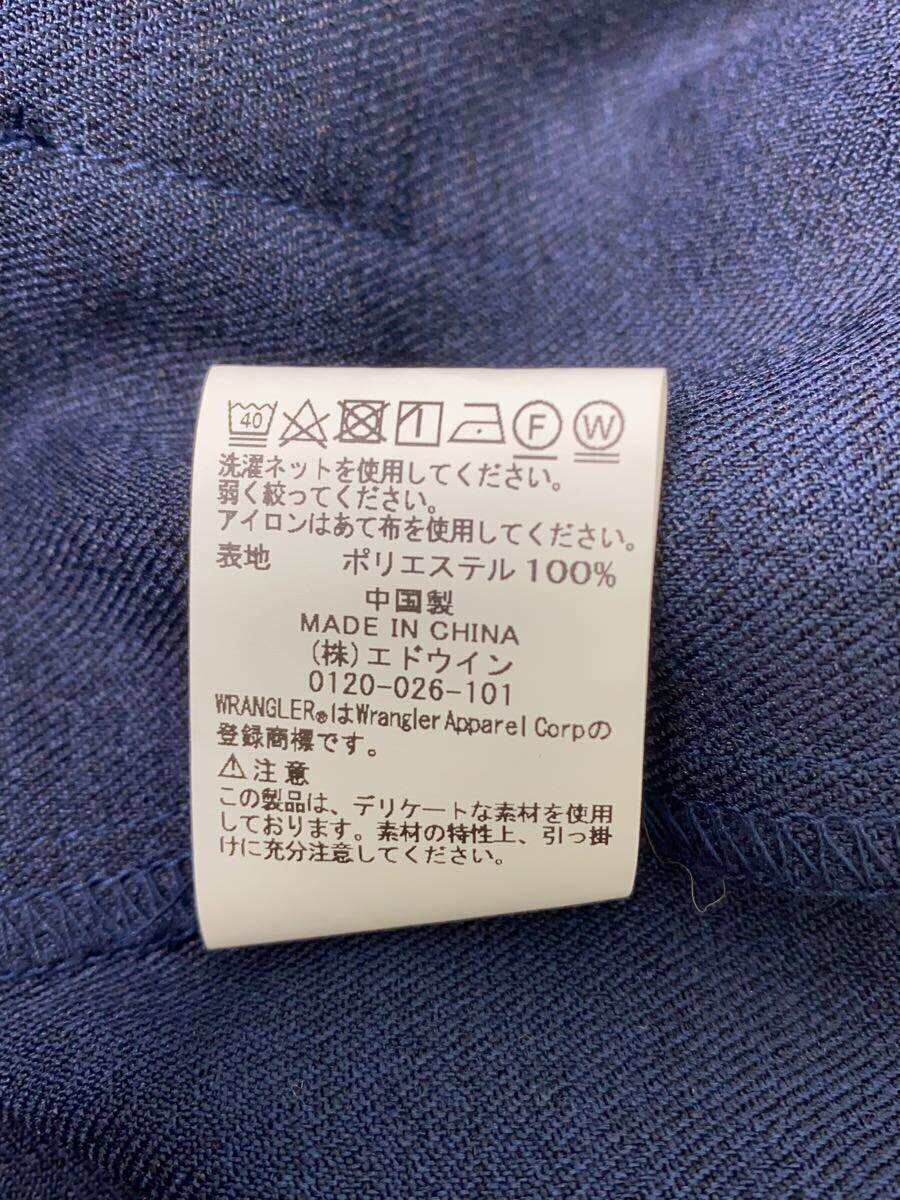 40 F W
洗濯ネットを使用してください。
弱く絞ってください。
アイロンはあて布を使用してください。
表地 ポリエステル 100%
中国製
MADE IN CHINA
(株)エドウイン
0120-026-101
WRANGLER®はWrangler Apparel Corpの
登録商標です。
⚠注意
この製品は、デリケートな素材を使用
しております。素材の特性上、引っ掛
けに充分注意してください。